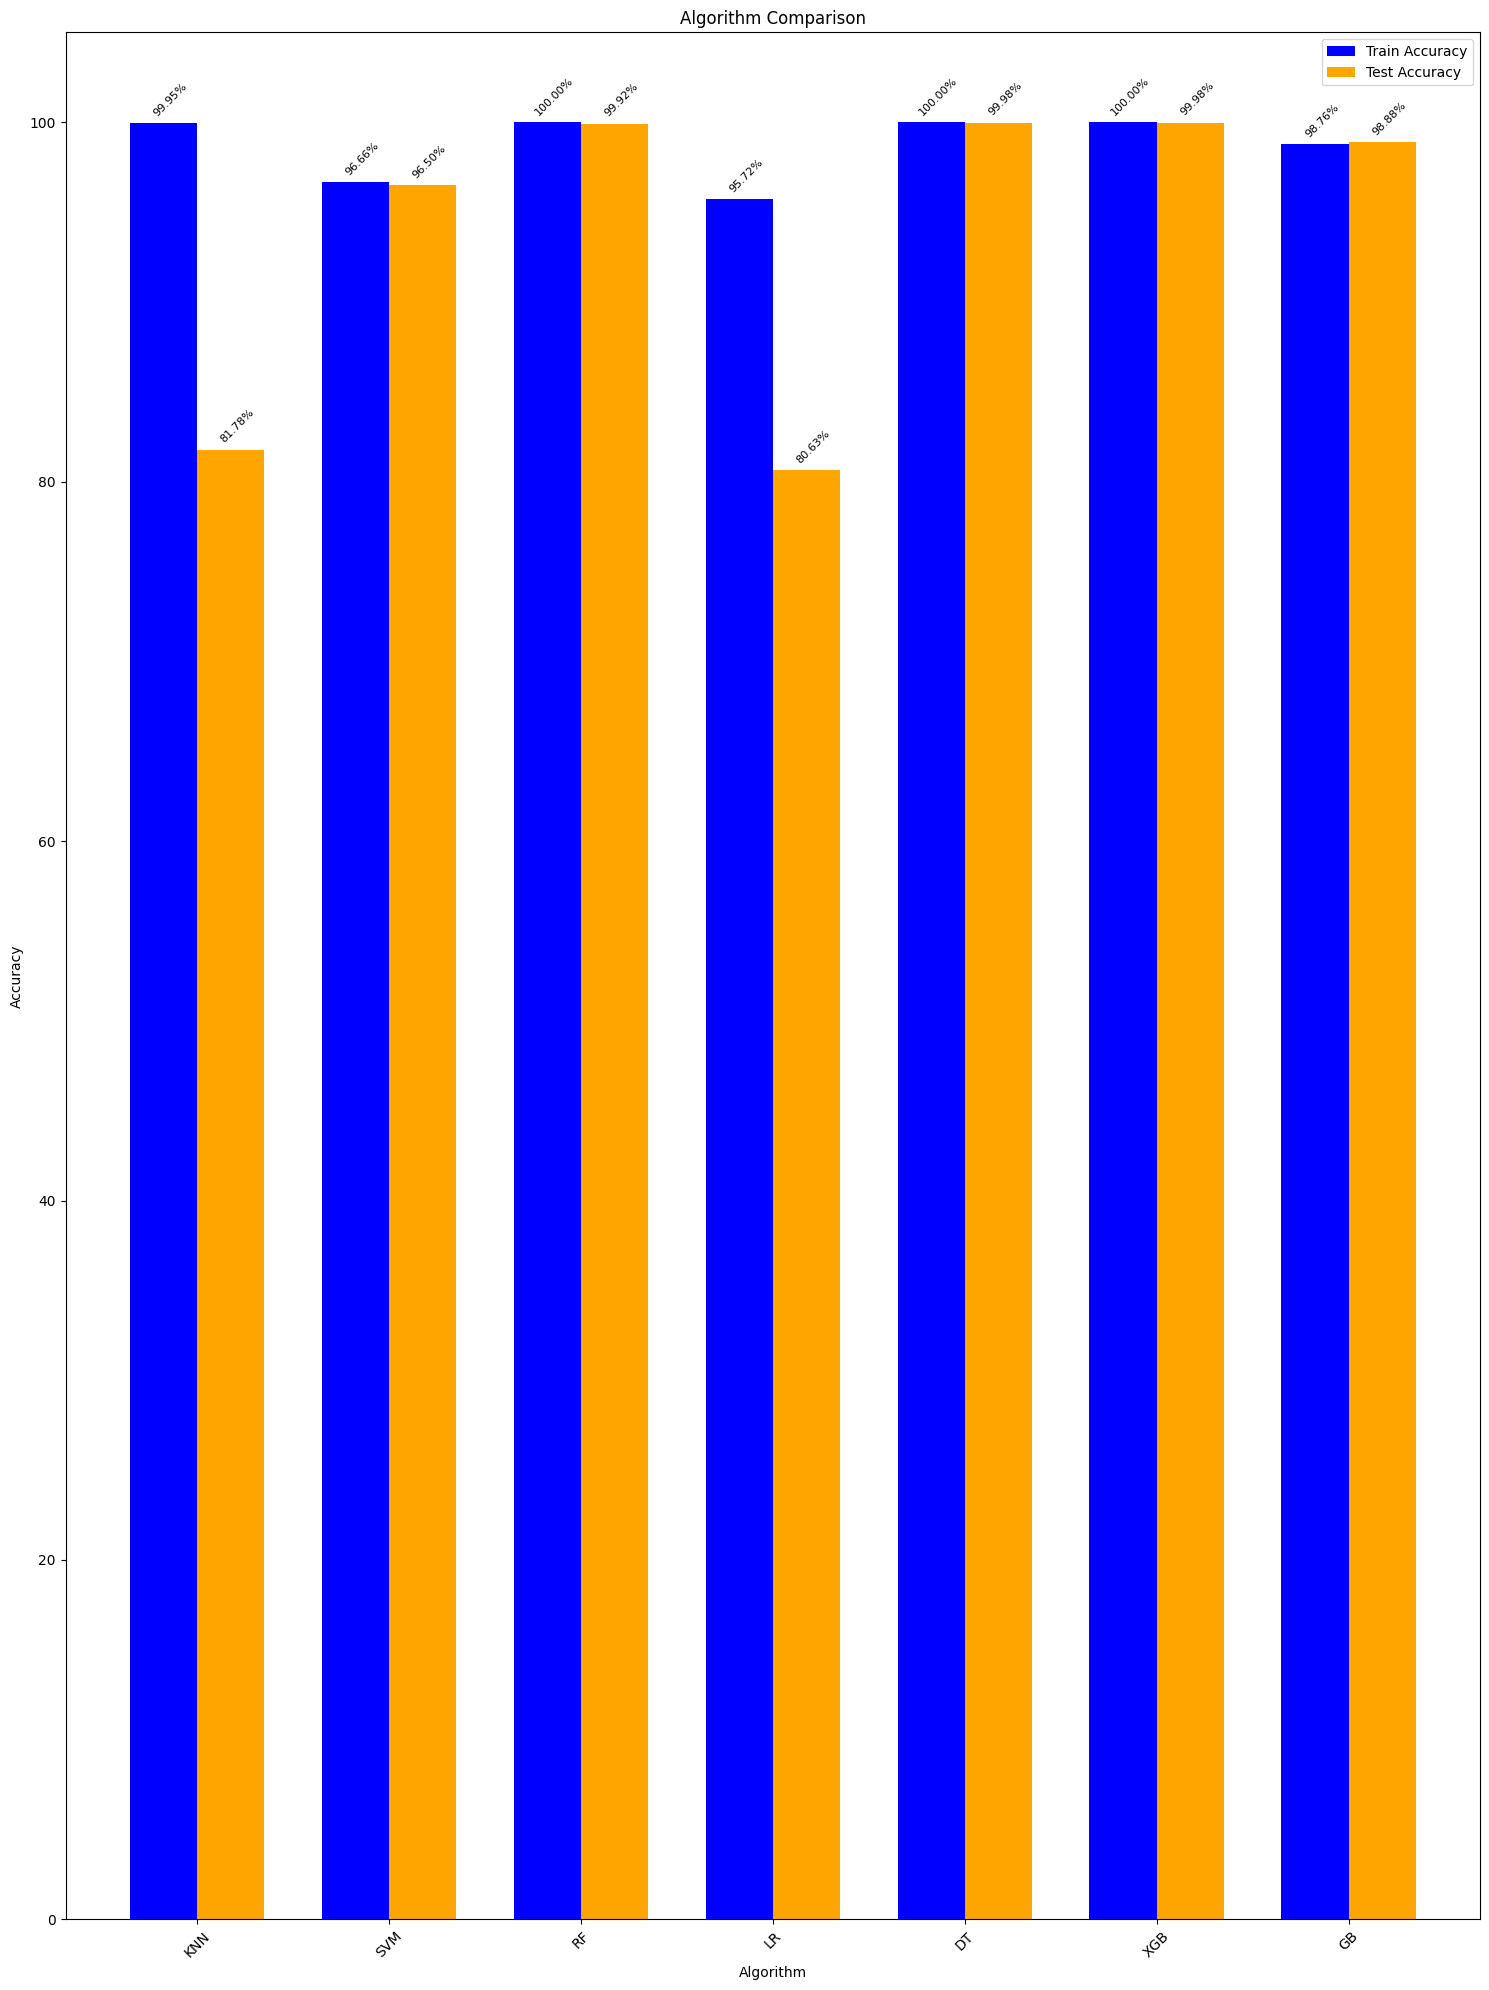 Algorithm Comparison
Train Accuracy
Test Accuracy
99.95%
81.78%
96.66%
96.50%
100.00%
99.92%
95.72%
80.63%
100.00%
99.98%
100.00%
99.98%
98.76%
98.88%
100
80
60
40
20
0
Accuracy
KNN
SVM
RF
LR
DT
XGB
GB
Algorithm